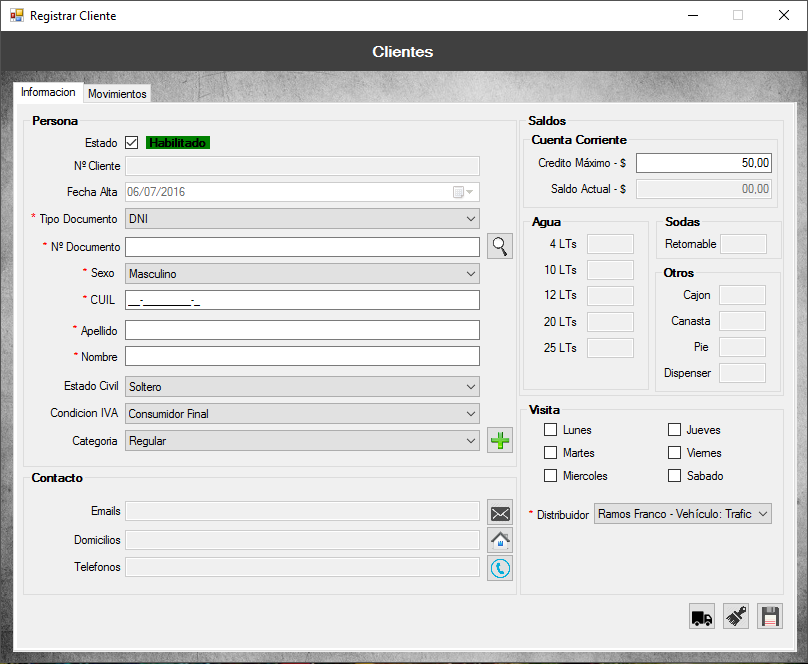 Registrar Cliente
Clientes
Informacion
Movimientos
Persona
Estado Habilitado
Nº Cliente
Fecha Alta 06/07/2016
* Tipo Documento DNI
* Nº Documento
* Sexo Masculino
* CUIL __-________-_
* Apellido
* Nombre
Estado Civil Soltero
Condicion IVA Consumidor Final
Categoria Regular
Contacto
Emails
Domicilios
Telefonos
Saldos
Cuenta Corriente
Credito Máximo - $ 50,00
Saldo Actual - $ 00,00
Agua
4 LTs
10 LTs
12 LTs
20 LTs
25 LTs
Sodas
Retornable
Otros
Cajon
Canasta
Pie
Dispenser
Visita
Lunes
Jueves
Martes
Viernes
Miercoles
Sabado
* Distribuidor Ramos Franco - Vehículo: Trafic